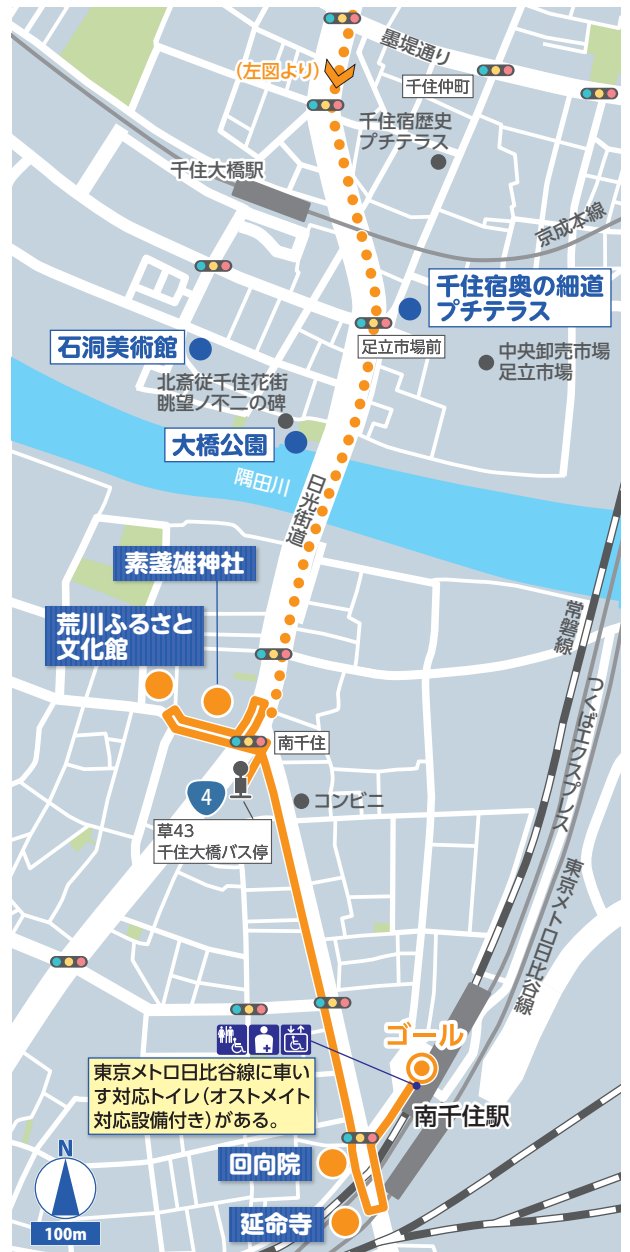 墨堤通り
(左図より)
千住仲町
千住宿歴史
プチテラス
千住大橋駅
京成本線
千住宿奥の細道
プチテラス
石洞美術館
足立市場前
中央卸売市場
足立市場
北斎従千住花街
眺望ノ不二の碑
大橋公園
隅田川
日光街道
素盞雄神社
荒川ふるさと
文化館
常磐線
つくばエクスプレス
南千住
4
コンビニ
草43
千住大橋バス停
東京メトロ日比谷線
ゴール
東京メトロ日比谷線に車い
す対応トイレ(オストメイト
対応設備付き)がある。
南千住駅
回向院
延命寺
N
100m